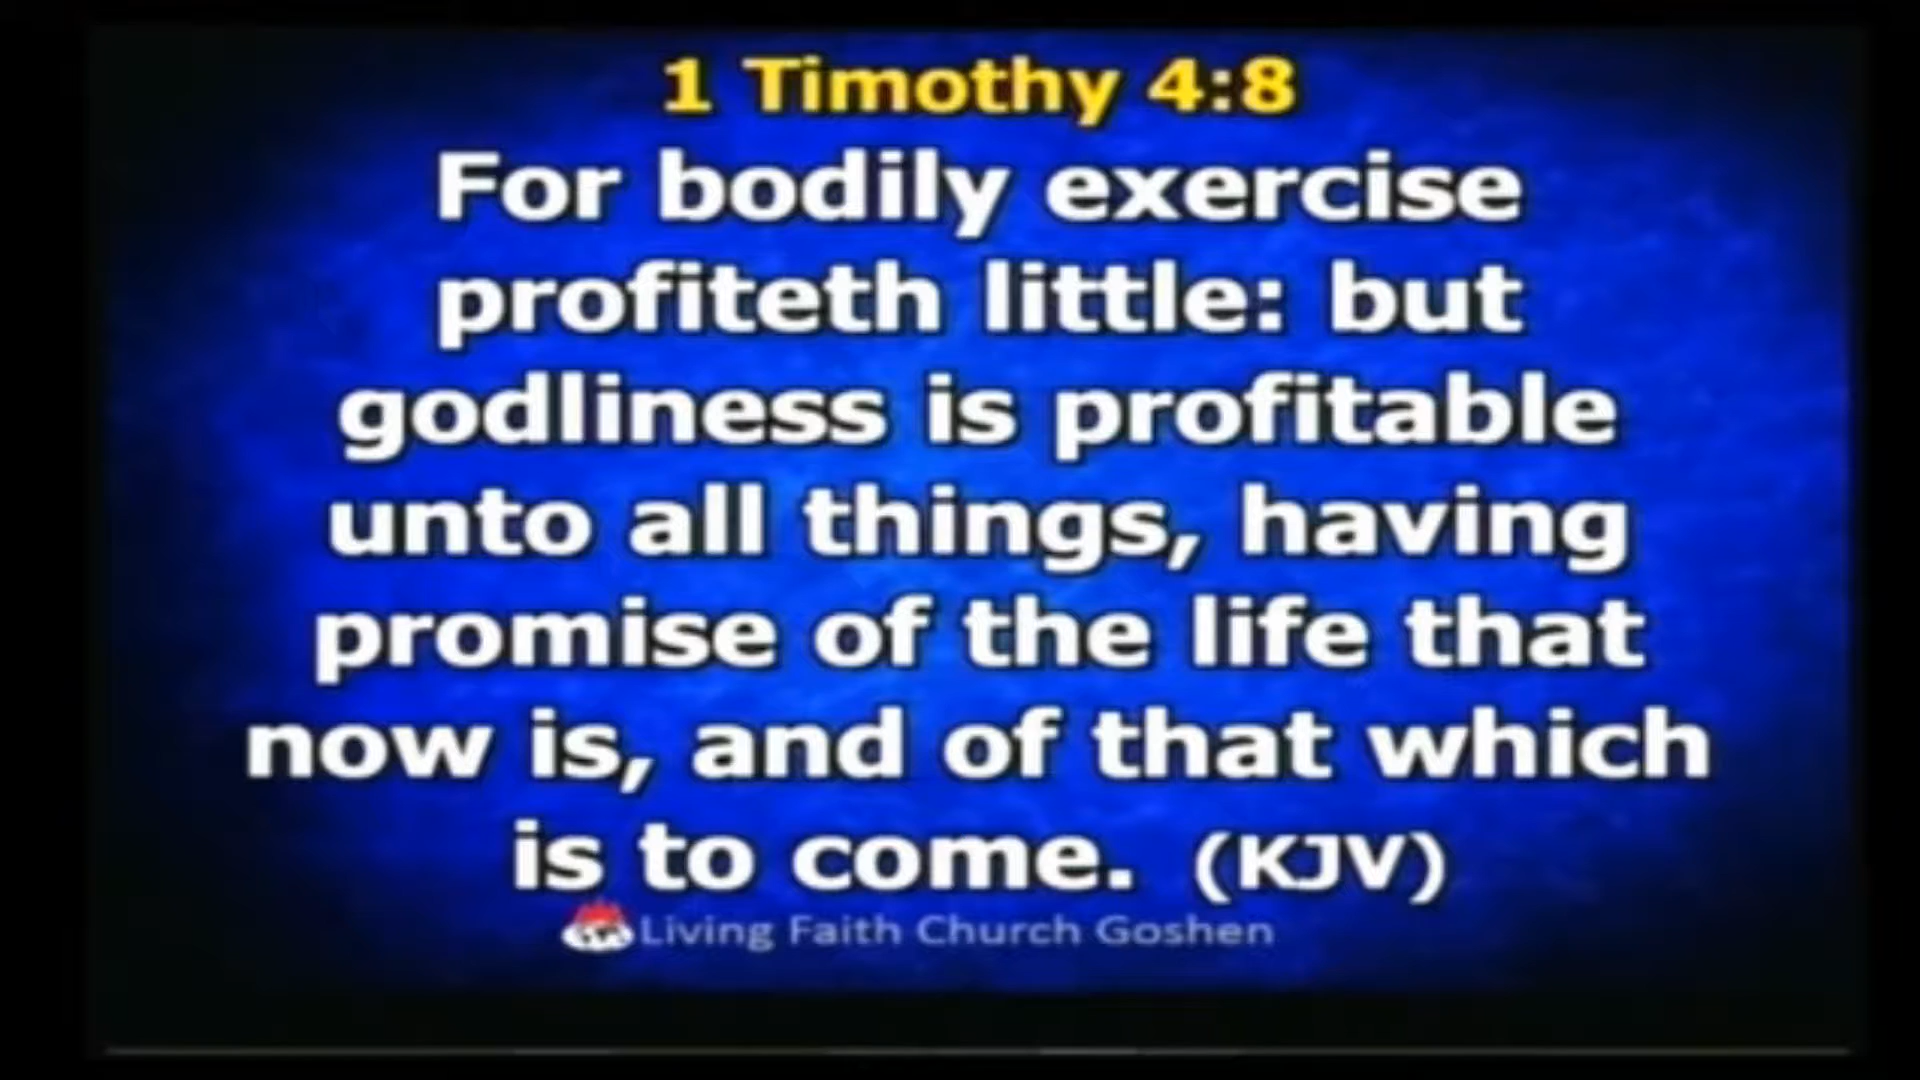 1 Timothy 4:8
For bodily exercise
profiteth little: but
godliness is profitable
unto all things, having
promise of the life that
now is, and of that which
is to come. (KJV)
Living Faith Church Goshen